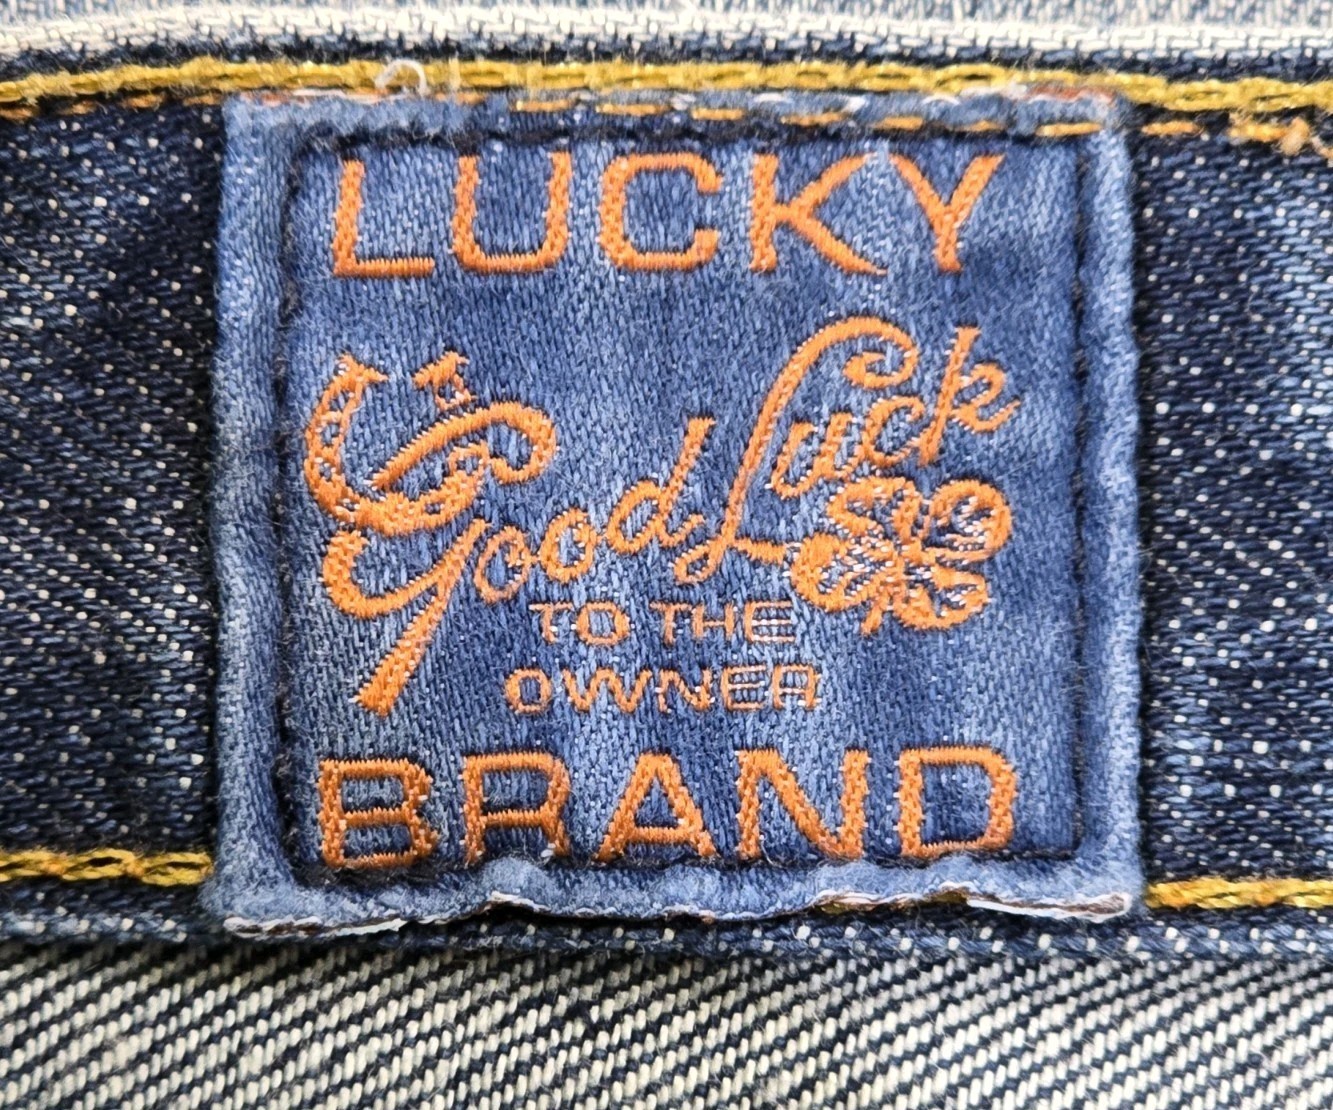 LUCKY
Good Luck
TO THE
OWNER
BRAND